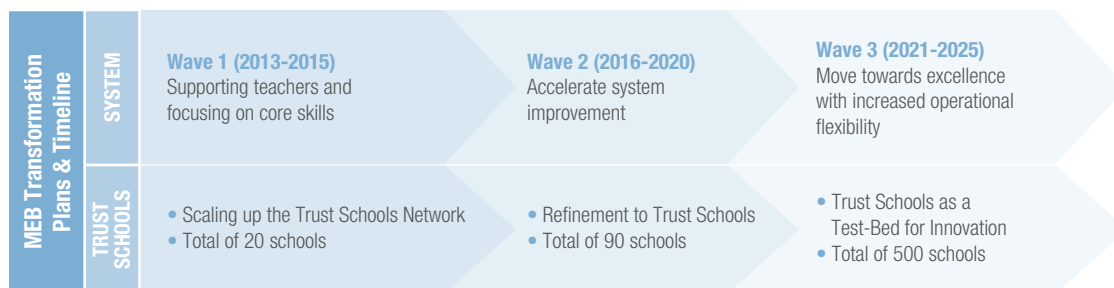 MEB Transformation
Plans & Timeline
SYSTEM
Wave 1 (2013-2015)
Supporting teachers and
focusing on core skills
Wave 2 (2016-2020)
Accelerate system
improvement
Wave 3 (2021-2025)
Move towards excellence
with increased operational
flexibility
TRUST
SCHOOLS
• Scaling up the Trust Schools Network
• Total of 20 schools
• Refinement to Trust Schools
• Total of 90 schools
• Trust Schools as a
Test-Bed for Innovation
• Total of 500 schools